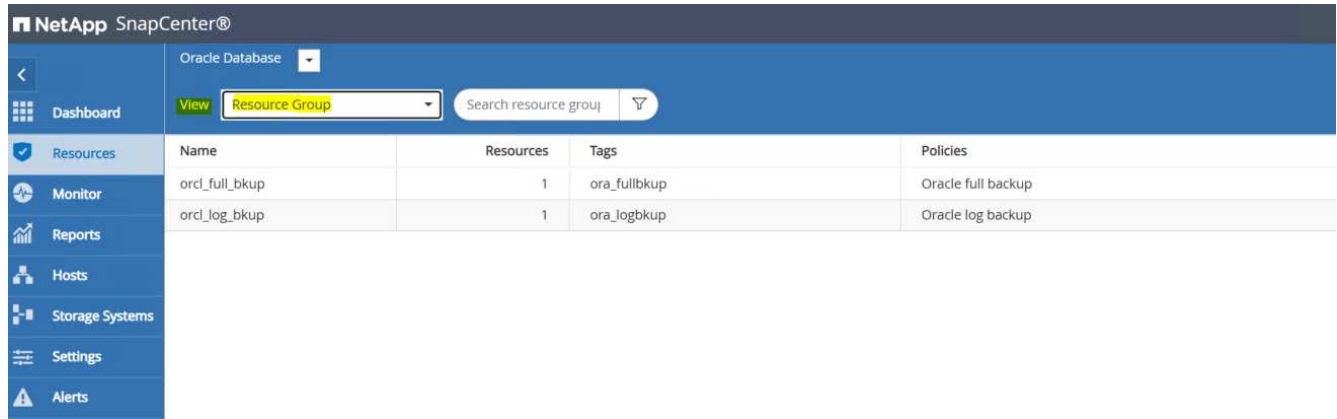 NetApp SnapCenter®
Oracle Database
View Resource Group Search resource grou
Dashboard
Resources
Monitor
Reports
Hosts
Storage Systems
Settings
Alerts
Name Resources Tags Policies
orcl_full_bkup 1 ora_fullbkup Oracle full backup
orcl_log_bkup 1 ora_logbkup Oracle log backup